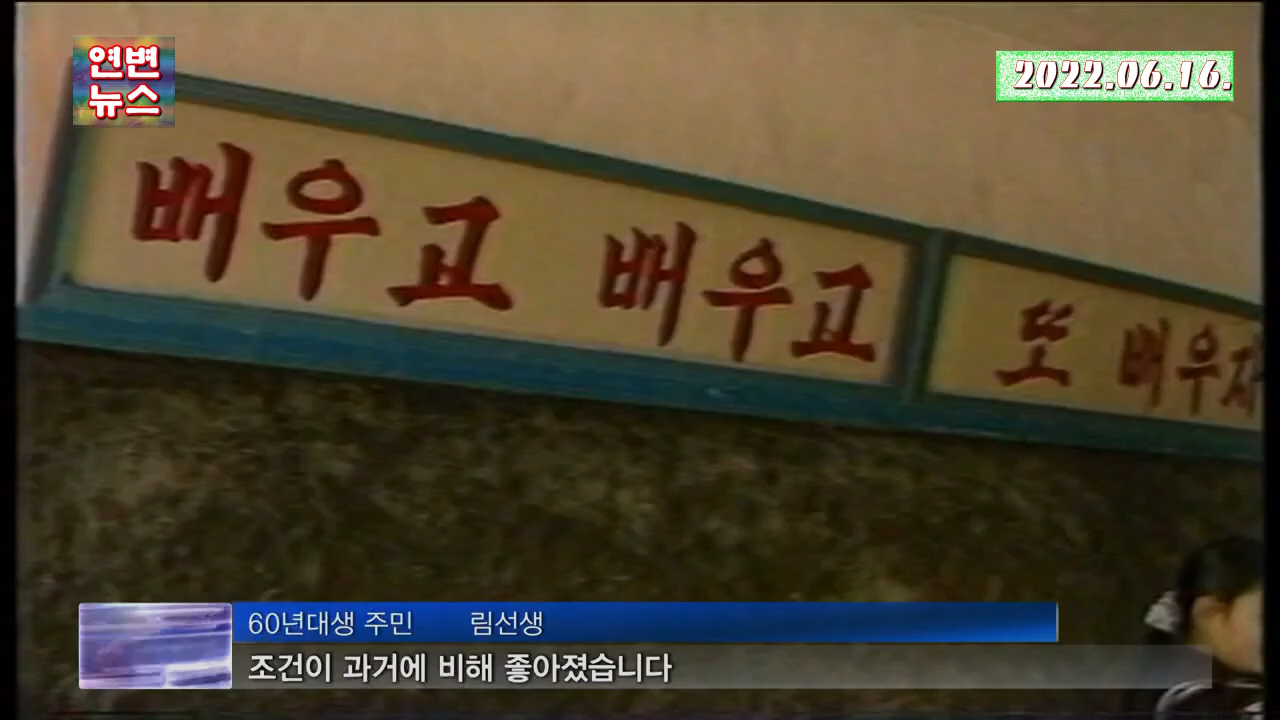 연변
뉴스
2022.06.16.
배우고 배우고 또 배우자
60년대생 주민 림선생
조건이 과거에 비해 좋아졌습니다